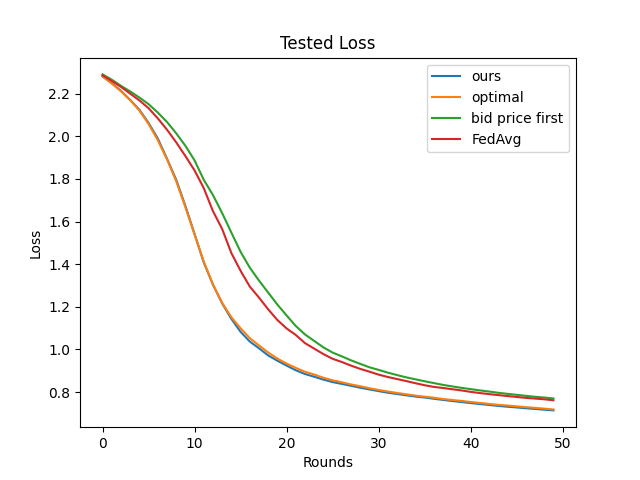 Tested Loss
ours
optimal
bid price first
FedAvg
2.2
2.0
1.8
1.6
1.4
1.2
1.0
0.8
Loss
0 10 20 30 40 50
Rounds